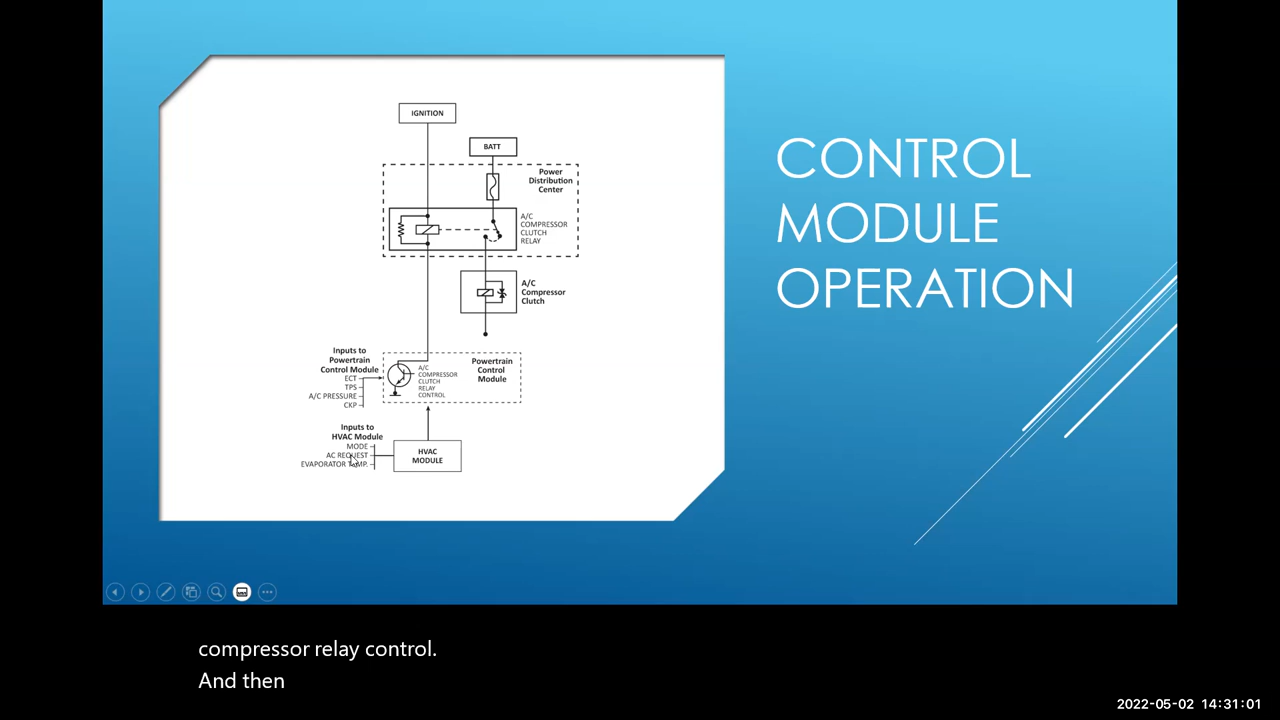 IGNITION
BATT
Power
Distribution
Center
A/C
COMPRESSOR
CLUTCH
RELAY
A/C
Compressor
Clutch
Inputs to
Powertrain
Control Module
ECT
TPS
A/C PRESSURE
CKP
A/C
COMPRESSOR
CLUTCH
RELAY
CONTROL
Powertrain
Control
Module
Inputs to
HVAC Module
MODE
AC REQUEST
EVAPORATOR TEMP.
HVAC
MODULE
CONTROL
MODULE
OPERATION
compressor relay control.
And then
2022-05-02 14:31:01